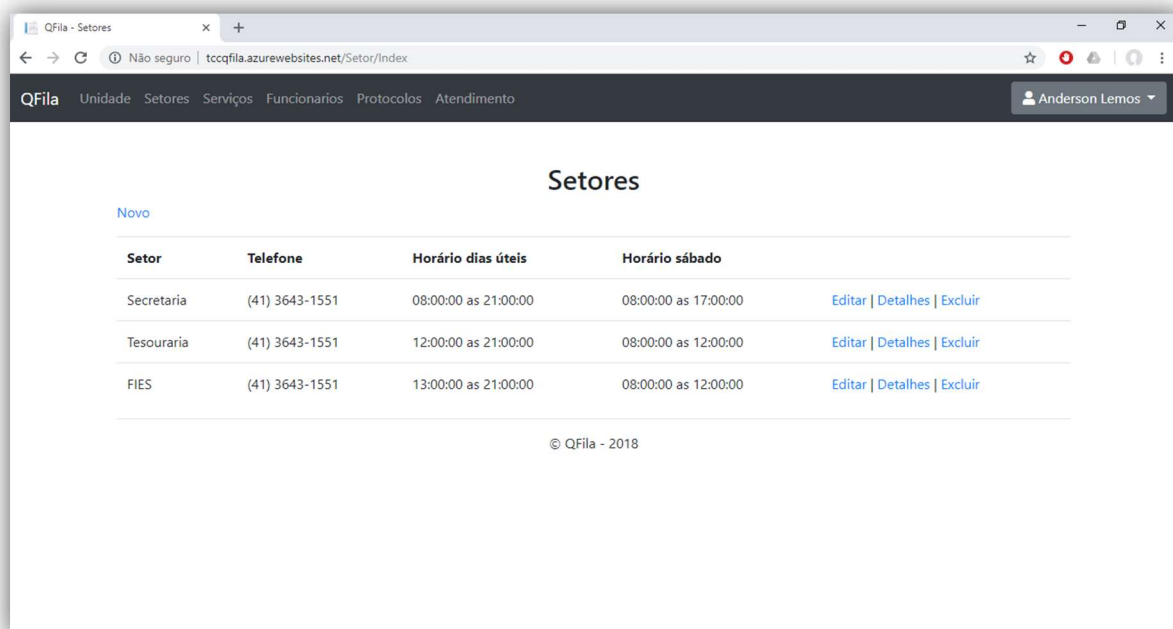 QFila - Setores
Não seguro | tccqfila.azurewebsites.net/Setor/Index
QFila Unidade Setores Serviços Funcionarios Protocolos Atendimento Anderson Lemos
Setores
Novo
Setor Telefone Horário dias úteis Horário sábado
Secretaria (41) 3643-1551 08:00:00 as 21:00:00 08:00:00 as 17:00:00 Editar | Detalhes | Excluir
Tesouraria (41) 3643-1551 12:00:00 as 21:00:00 08:00:00 as 12:00:00 Editar | Detalhes | Excluir
FIES (41) 3643-1551 13:00:00 as 21:00:00 08:00:00 as 12:00:00 Editar | Detalhes | Excluir
© QFila - 2018